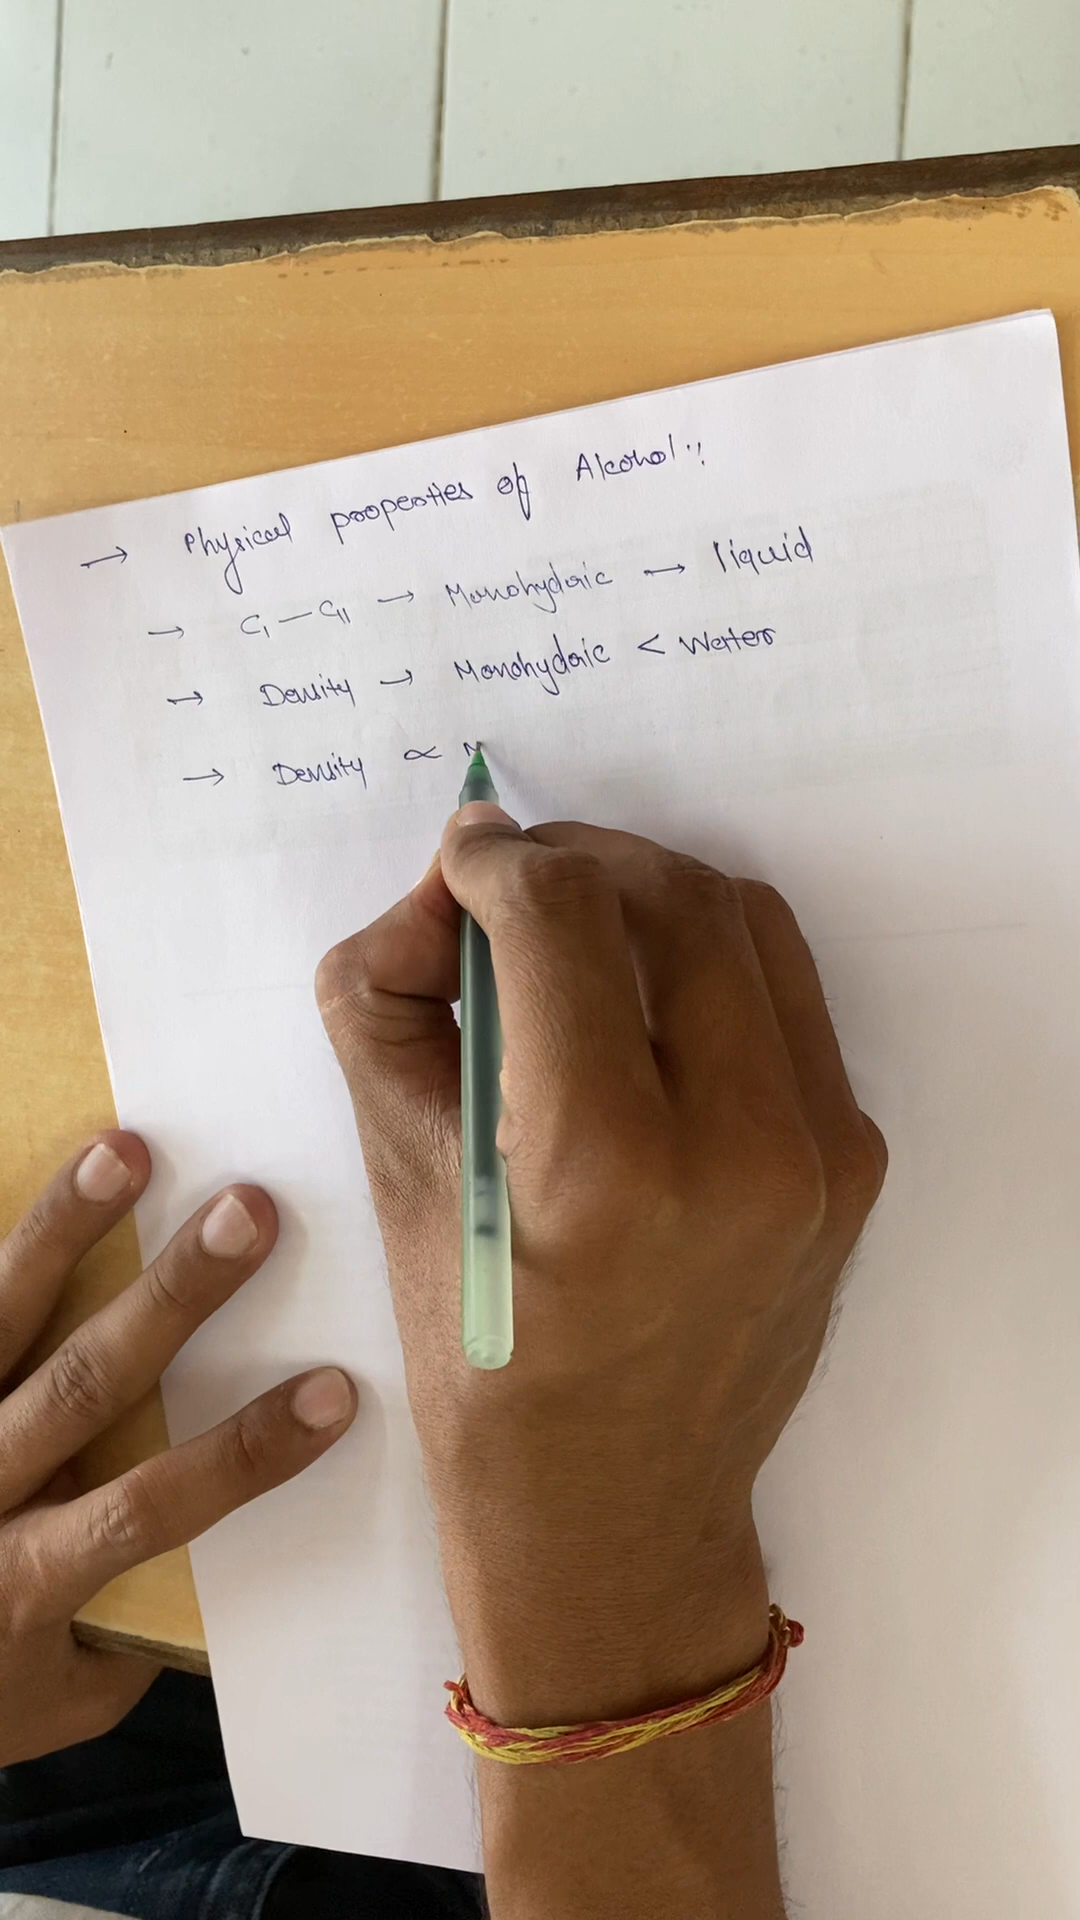 → Physical properties of Alcohol :
→ C₁ – C₁₁ → Monohydric → liquid
→ Density → Monohydric < Water
→ Density ∝